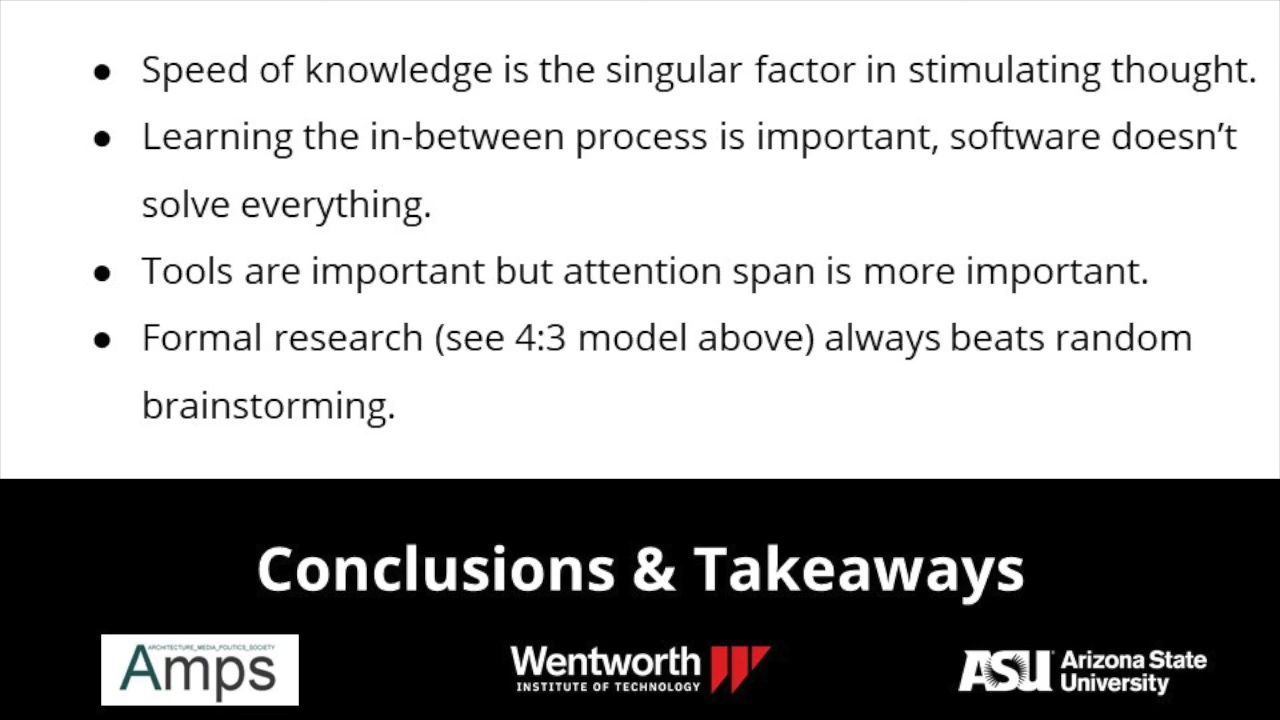 ● Speed of knowledge is the singular factor in stimulating thought.
● Learning the in-between process is important, software doesn’t
solve everything.
● Tools are important but attention span is more important.
● Formal research (see 4:3 model above) always beats random
brainstorming.
Conclusions & Takeaways
ARCHITECTURE_MEDIA_POLITICS_SOCIETY
Amps
Wentworth
INSTITUTE OF TECHNOLOGY
ASU
Arizona State
University